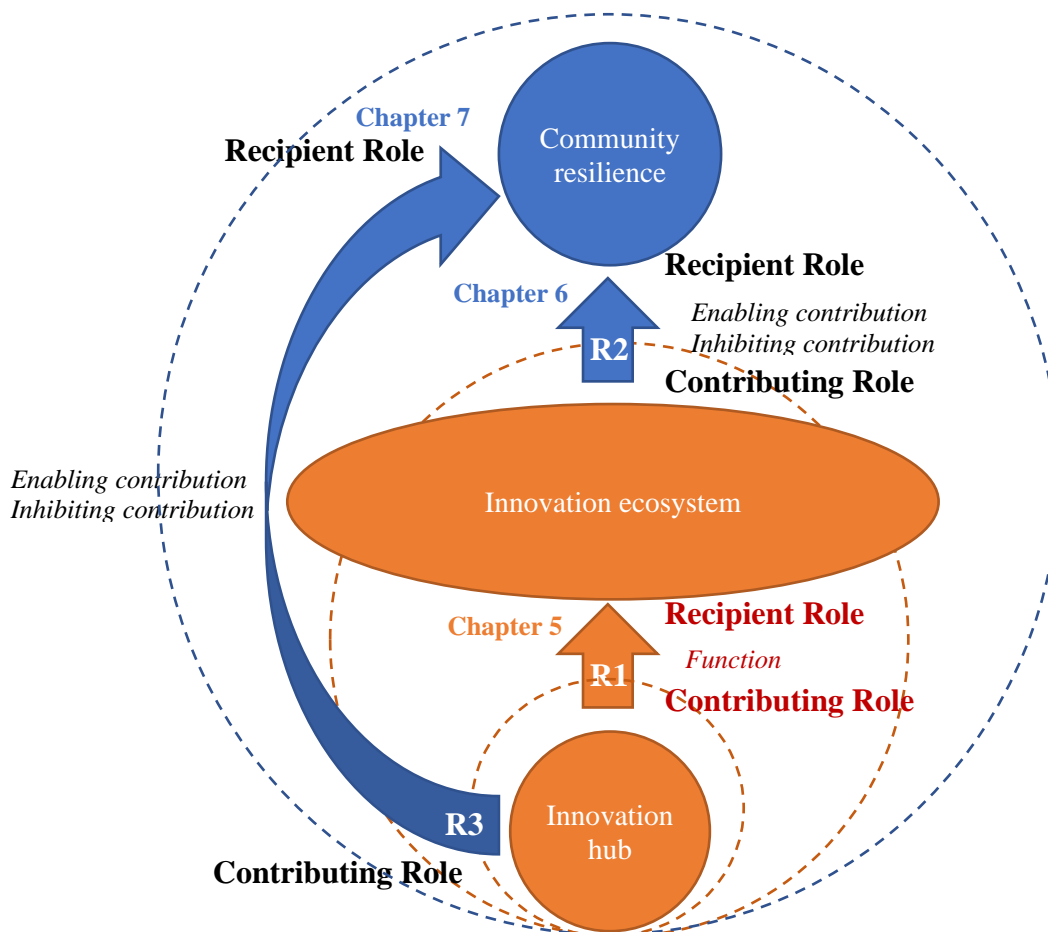 Chapter 7
Recipient Role
Community
resilience
Recipient Role
Chapter 6
Enabling contribution
Inhibiting contribution
R2
Contributing Role
Enabling contribution
Inhibiting contribution
Innovation ecosystem
Recipient Role
Chapter 5
Function
R1
Contributing Role
Innovation
hub
R3
Contributing Role